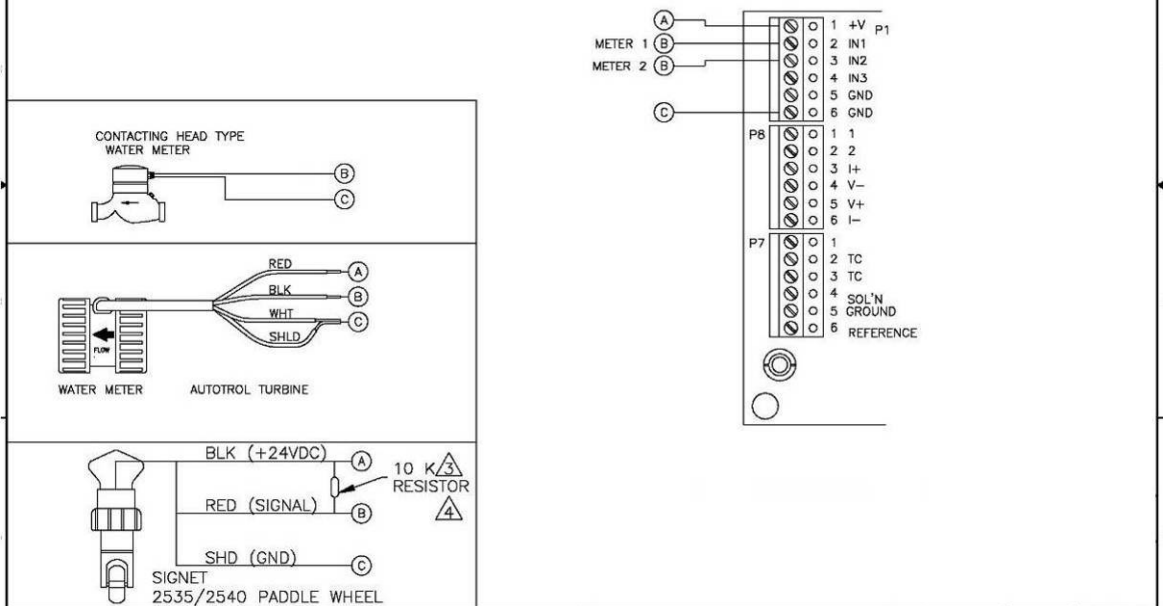 A
METER 1 B
METER 2 B
C
1 +V P1
2 IN1
3 IN2
4 IN3
5 GND
6 GND
P8
1 1
2 2
3 I+
4 V-
5 V+
6 I-
P7
1
2 TC
3 TC
4 SOL'N
5 GROUND
6 REFERENCE
CONTACTING HEAD TYPE
WATER METER
B
C
RED A
BLK B
WHT C
SHLD
FLOW
WATER METER AUTOTROL TURBINE
BLK (+24VDC) A
10 K 3
RESISTOR
4
RED (SIGNAL) B
SHD (GND) C
SIGNET
2535/2540 PADDLE WHEEL